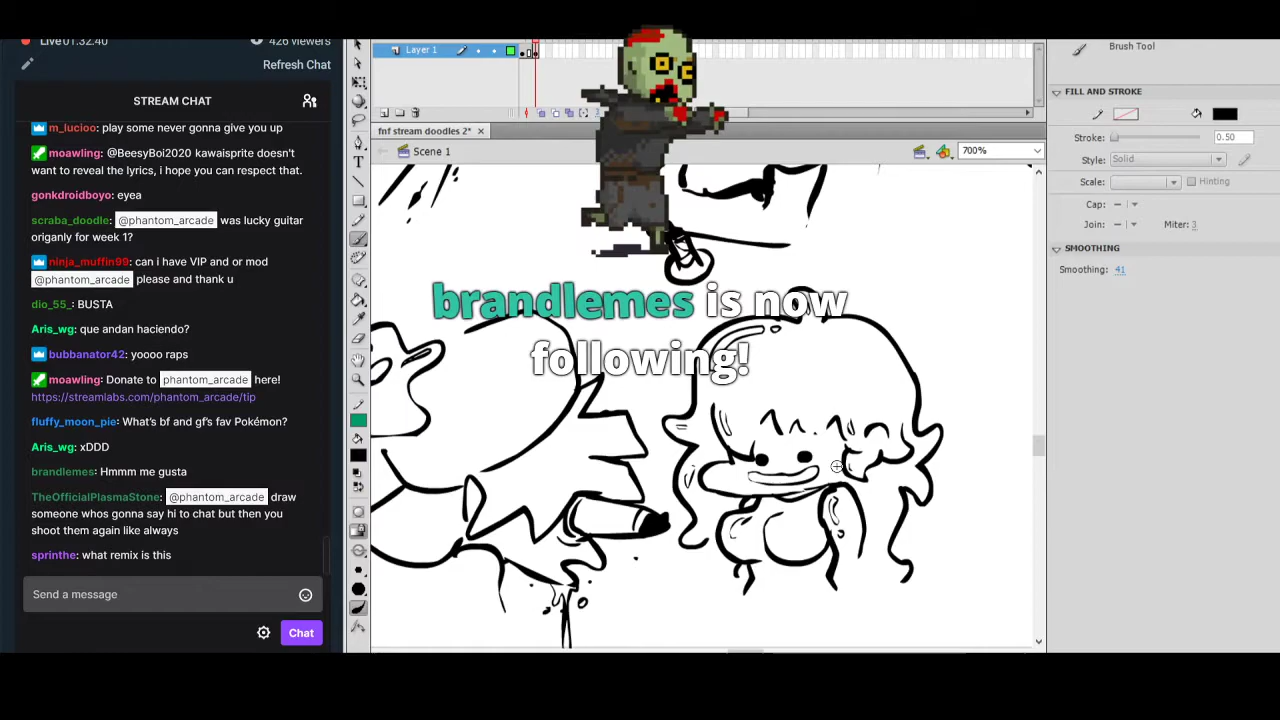 Live01:32:40
426 viewers
Refresh Chat
STREAM CHAT
m_lucioo: play some never gonna give you up
moawling: @BeesyBoi2020 kawaisprite doesn't
want to reveal the lyrics, i hope you can respect that.
gonkdroidboyo: eyea
scraba_doodle: @phantom_arcade was lucky guitar
origanly for week 1?
ninja_muffin99: can i have VIP and or mod
@phantom_arcade please and thank u
dio_55_: BUSTA
Aris_wg: que andan haciendo?
bubbanator42: yoooo raps
moawling: Donate to phantom_arcade here!
https://streamlabs.com/phantom_arcade/tip
fluffy_moon_pie: What's bf and gf's fav Pokémon?
Aris_wg: xDDD
brandlemes: Hmmm me gusta
TheOfficialPlasmaStone: @phantom_arcade draw
someone whos gonna say hi to chat but then you
shoot them again like always
sprinthe: what remix is this
Send a message
Chat
Layer 1
fnf stream doodles 2*
Scene 1
700%
brandlemes is now
following!
Brush Tool
FILL AND STROKE
Stroke: 0.50
Style: Solid
Scale: Hinting
Cap:
Join: Miter: 3
SMOOTHING
Smoothing: 41